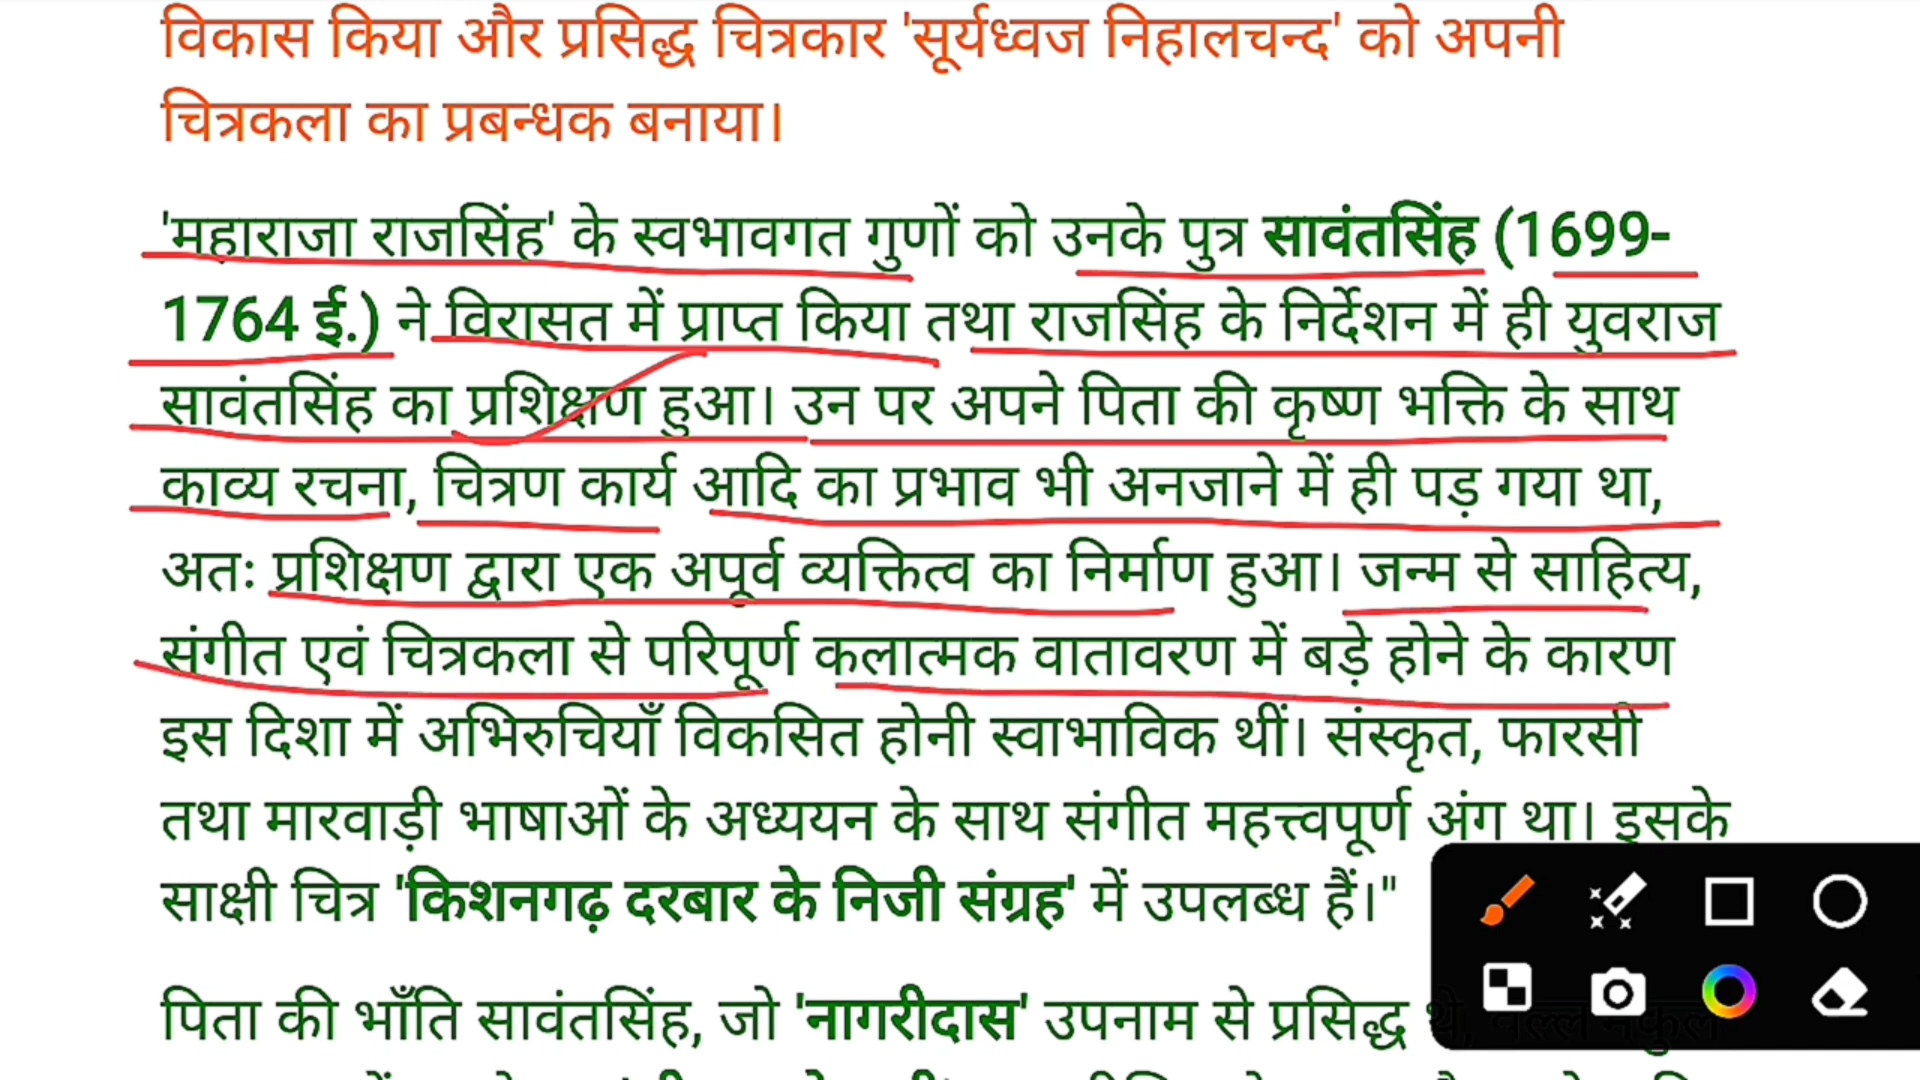 विकास किया और प्रसिद्ध चित्रकार 'सूर्यध्वज निहालचन्द' को अपनी
चित्रकला का प्रबन्धक बनाया।
'महाराजा राजसिंह' के स्वभावगत गुणों को उनके पुत्र सावंतसिंह (1699-
1764 ई.) ने विरासत में प्राप्त किया तथा राजसिंह के निर्देशन में ही युवराज
सावंतसिंह का प्रशिक्षण हुआ। उन पर अपने पिता की कृष्ण भक्ति के साथ
काव्य रचना, चित्रण कार्य आदि का प्रभाव भी अनजाने में ही पड़ गया था,
अतः प्रशिक्षण द्वारा एक अपूर्व व्यक्तित्व का निर्माण हुआ। जन्म से साहित्य,
संगीत एवं चित्रकला से परिपूर्ण कलात्मक वातावरण में बड़े होने के कारण
इस दिशा में अभिरुचियाँ विकसित होनी स्वाभाविक थीं। संस्कृत, फारसी
तथा मारवाड़ी भाषाओं के अध्ययन के साथ संगीत महत्त्वपूर्ण अंग था। इसके
साक्षी चित्र 'किशनगढ़ दरबार के निजी संग्रह' में उपलब्ध हैं।"
पिता की भाँति सावंतसिंह, जो 'नागरीदास' उपनाम से प्रसिद्ध थे,